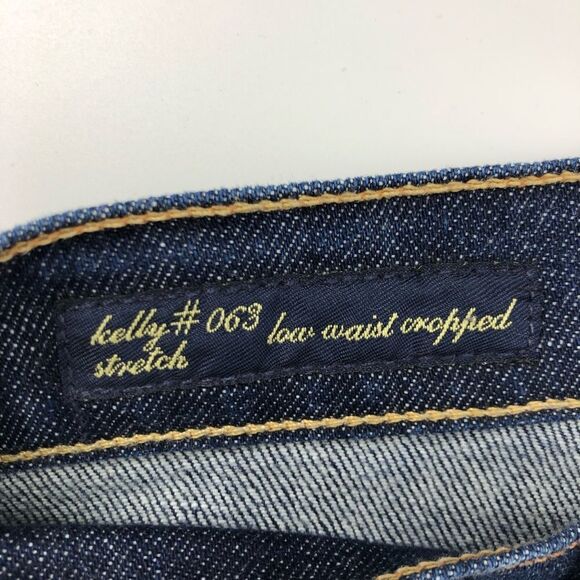 kelly # 063 low waist cropped
stretch